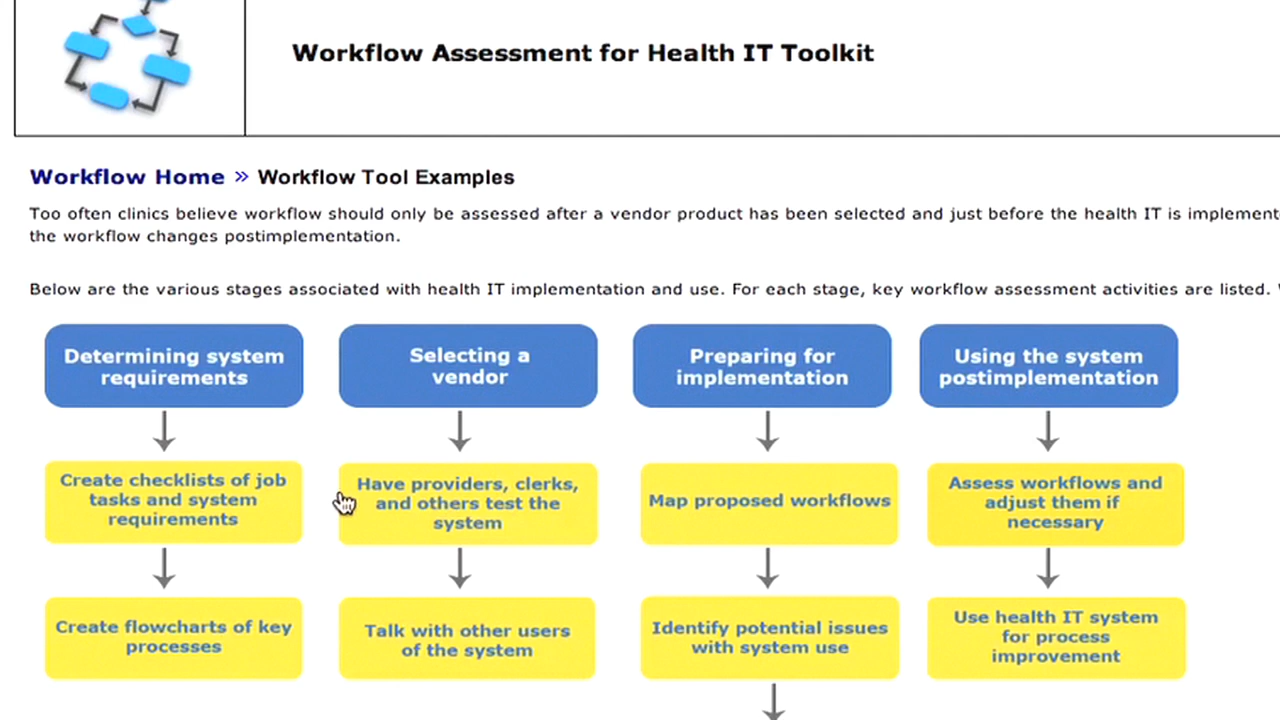 Workflow Assessment for Health IT Toolkit
Workflow Home » Workflow Tool Examples
Too often clinics believe workflow should only be assessed after a vendor product has been selected and just before the health IT is
the workflow changes postimplementation.
Below are the various stages associated with health IT implementation and use. For each stage, key workflow assessment activities are listed.
Determining system
requirements
Selecting a
vendor
Preparing for
implementation
Using the system
postimplementation
Create checklists of job
tasks and system
requirements
Have providers, clerks,
and others test the
system
Map proposed workflows
Assess workflows and
adjust them if
necessary
Create flowcharts of key
processes
Talk with other users
of the system
Identify potential issues
with system use
Use health IT system
for process
improvement